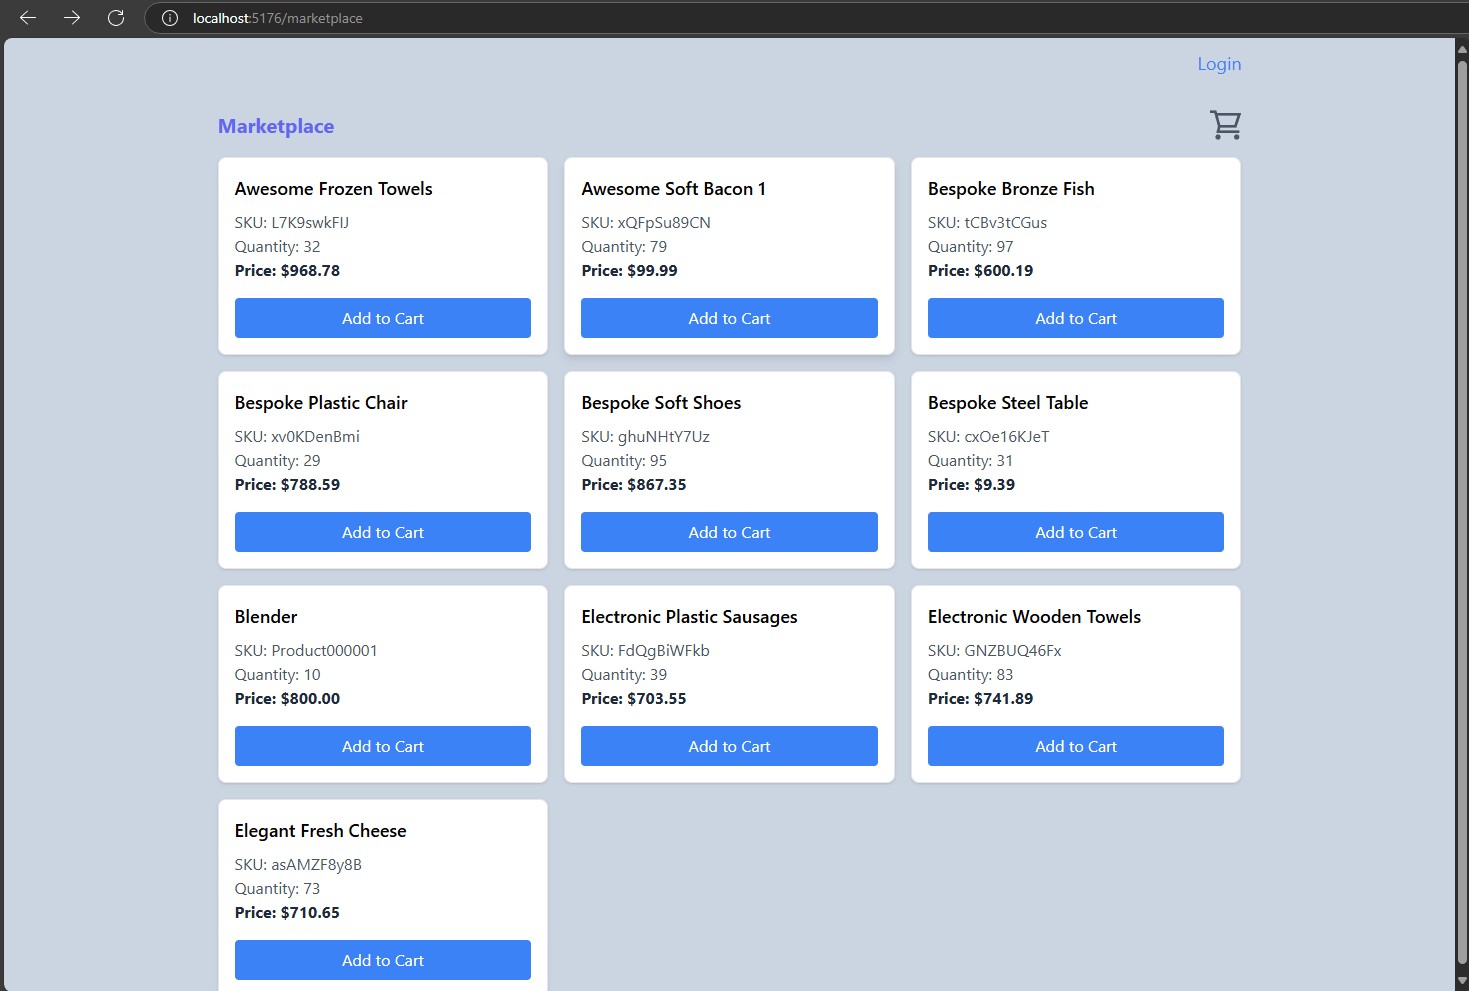 localhost:5176/marketplace
Login
Marketplace
Awesome Frozen Towels
SKU: L7K9swkFIJ
Quantity: 32
Price: $968.78
Add to Cart
Awesome Soft Bacon 1
SKU: xQFpSu89CN
Quantity: 79
Price: $99.99
Add to Cart
Bespoke Bronze Fish
SKU: tCBv3tCGus
Quantity: 97
Price: $600.19
Add to Cart
Bespoke Plastic Chair
SKU: xv0KDenBmi
Quantity: 29
Price: $788.59
Add to Cart
Bespoke Soft Shoes
SKU: ghuNHtY7Uz
Quantity: 95
Price: $867.35
Add to Cart
Bespoke Steel Table
SKU: cxOe16KJeT
Quantity: 31
Price: $9.39
Add to Cart
Blender
SKU: Product000001
Quantity: 10
Price: $800.00
Add to Cart
Electronic Plastic Sausages
SKU: FdQgBiWFkb
Quantity: 39
Price: $703.55
Add to Cart
Electronic Wooden Towels
SKU: GNZBUQ46Fx
Quantity: 83
Price: $741.89
Add to Cart
Elegant Fresh Cheese
SKU: asAMZF8y8B
Quantity: 73
Price: $710.65
Add to Cart